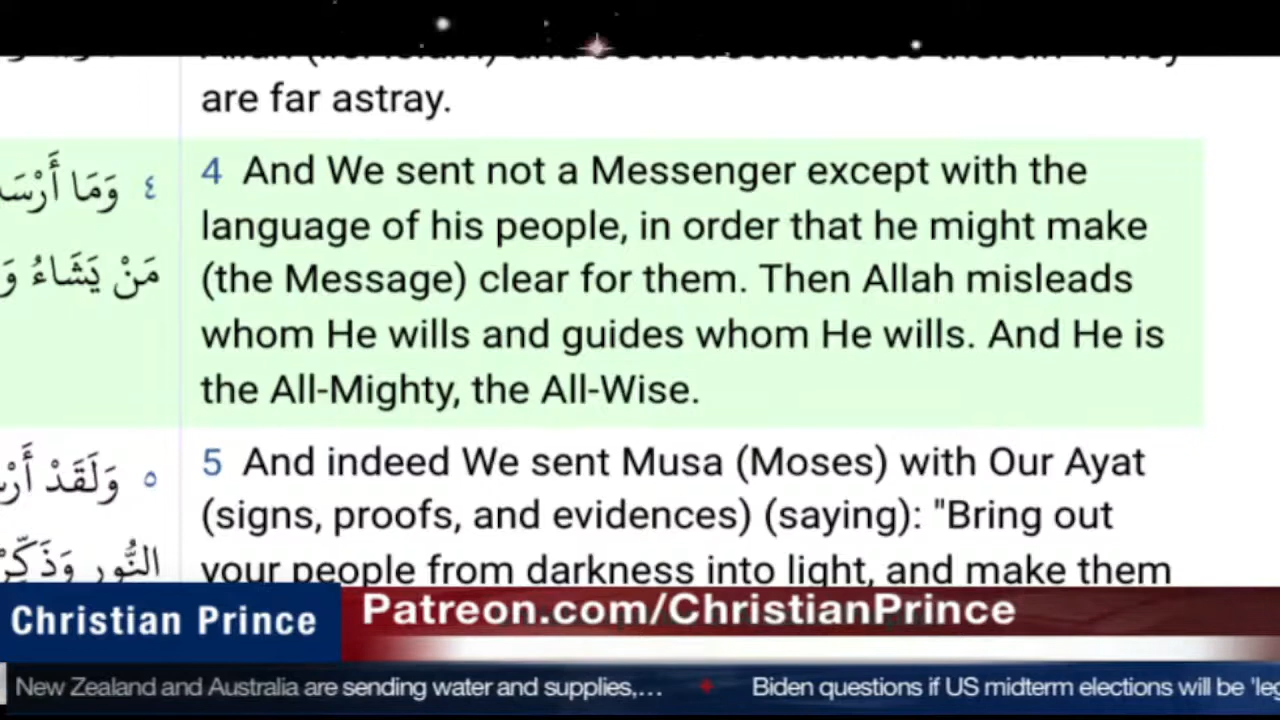 are far astray.
٤ وَمَا أَرْسَ
4 And We sent not a Messenger except with the
language of his people, in order that he might make
مَنْ يَشَاءُ وَ
(the Message) clear for them. Then Allah misleads
whom He wills and guides whom He wills. And He is
the All-Mighty, the All-Wise.
٥ وَلَقَدْ أَرْ
5 And indeed We sent Musa (Moses) with Our Ayat
(signs, proofs, and evidences) (saying): "Bring out
النُّورِ وَذَكِّرْ
your people from darkness into light, and make them
Christian Prince
Patreon.com/ChristianPrince
New Zealand and Australia are sending water and supplies,... Biden questions if US midterm elections will be 'leg